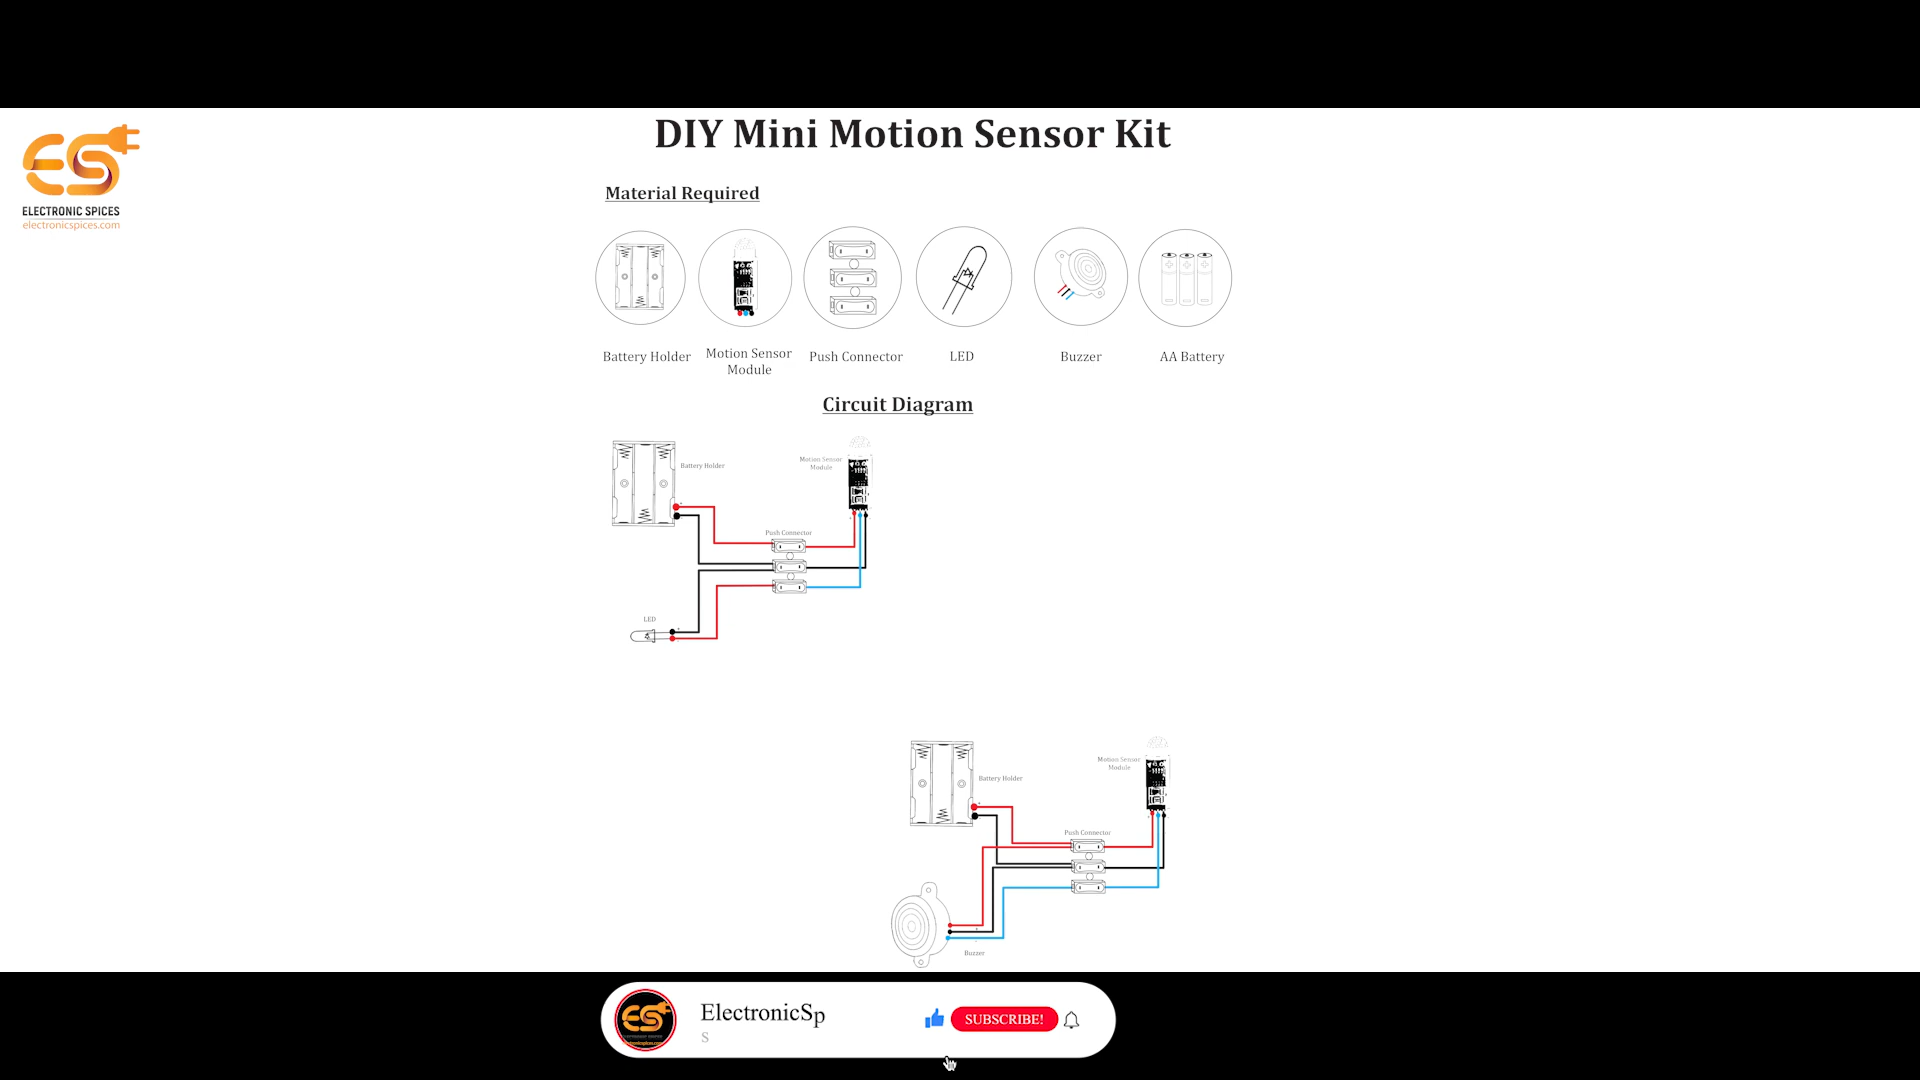 DIY Mini Motion Sensor Kit
ES
ELECTRONIC SPICES
electronicspices.com
Material Required
Battery Holder
Motion Sensor
Module
Push Connector
LED
Buzzer
AA Battery
Circuit Diagram
Battery Holder
Motion Sensor
Module
Push Connector
LED
Battery Holder
Motion Sensor
Module
Push Connector
Buzzer
ES
ElectronicSp
S
SUBSCRIBE!